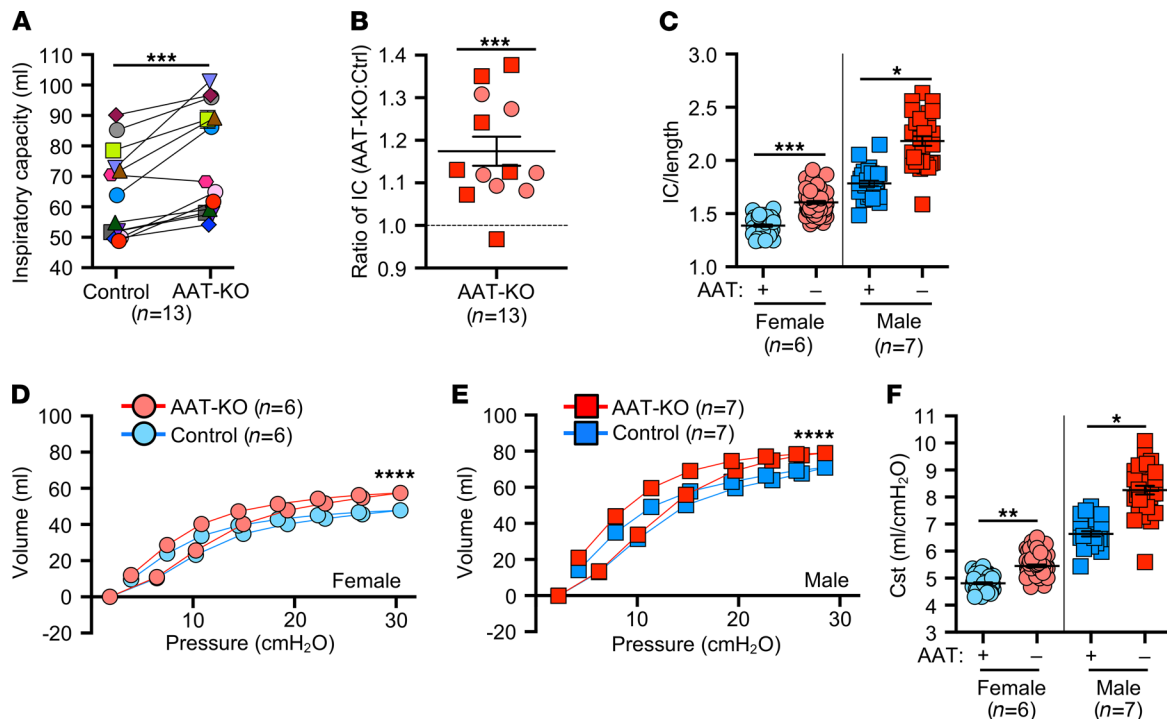 A
***
Inspiratory capacity (ml)
110
100
90
80
70
60
50
40
Control
AAT-KO
(n=13)
B
***
Ratio of IC (AAT-KO:Ctrl)
1.4
1.3
1.2
1.1
1.0
0.9
AAT-KO
(n=13)
C
IC/length
3.0
2.5
2.0
1.5
1.0
***
*
AAT: + – + –
Female
(n=6)
Male
(n=7)
D
AAT-KO (n=6)
Control (n=6)
****
Volume (ml)
100
80
60
40
20
0
-20
Female
10 20 30
Pressure (cmH₂O)
E
AAT-KO (n=7)
Control (n=7)
****
Volume (ml)
100
80
60
40
20
0
-20
Male
10 20 30
Pressure (cmH₂O)
F
Cst (ml/cmH₂O)
11
10
9
8
7
6
5
4
3
**
*
AAT: + – + –
Female
(n=6)
Male
(n=7)